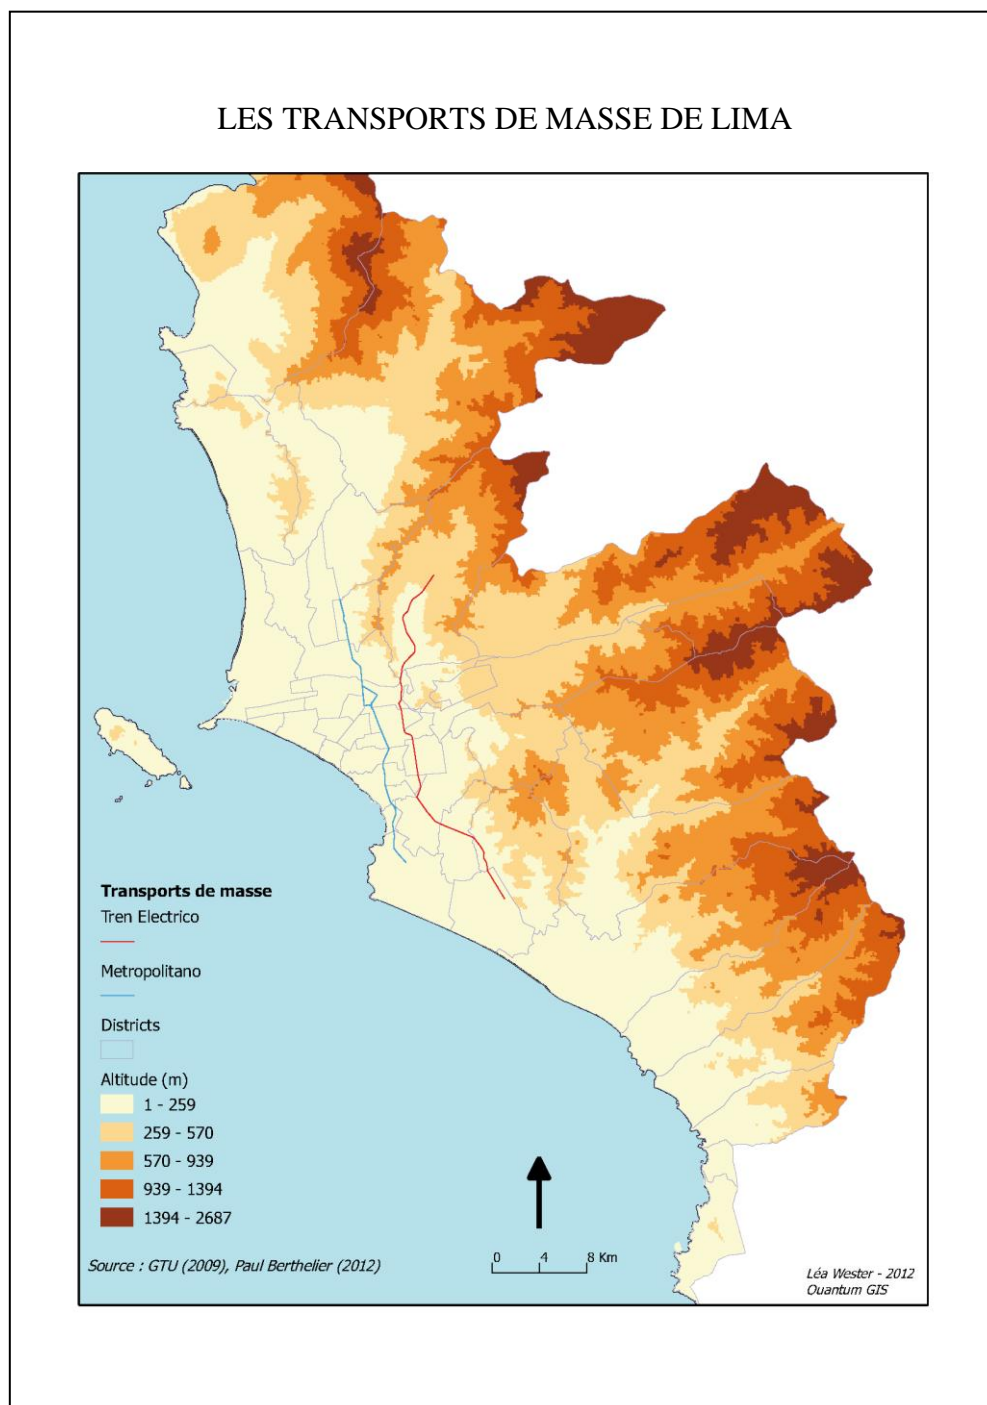 LES TRANSPORTS DE MASSE DE LIMA
Transports de masse
Tren Electrico
Metropolitano
Districts
Altitude (m)
1 - 259
259 - 570
570 - 939
939 - 1394
1394 - 2687
0 4 8 Km
Source : GTU (2009), Paul Berthelier (2012)
Léa Wester - 2012
Quantum GIS